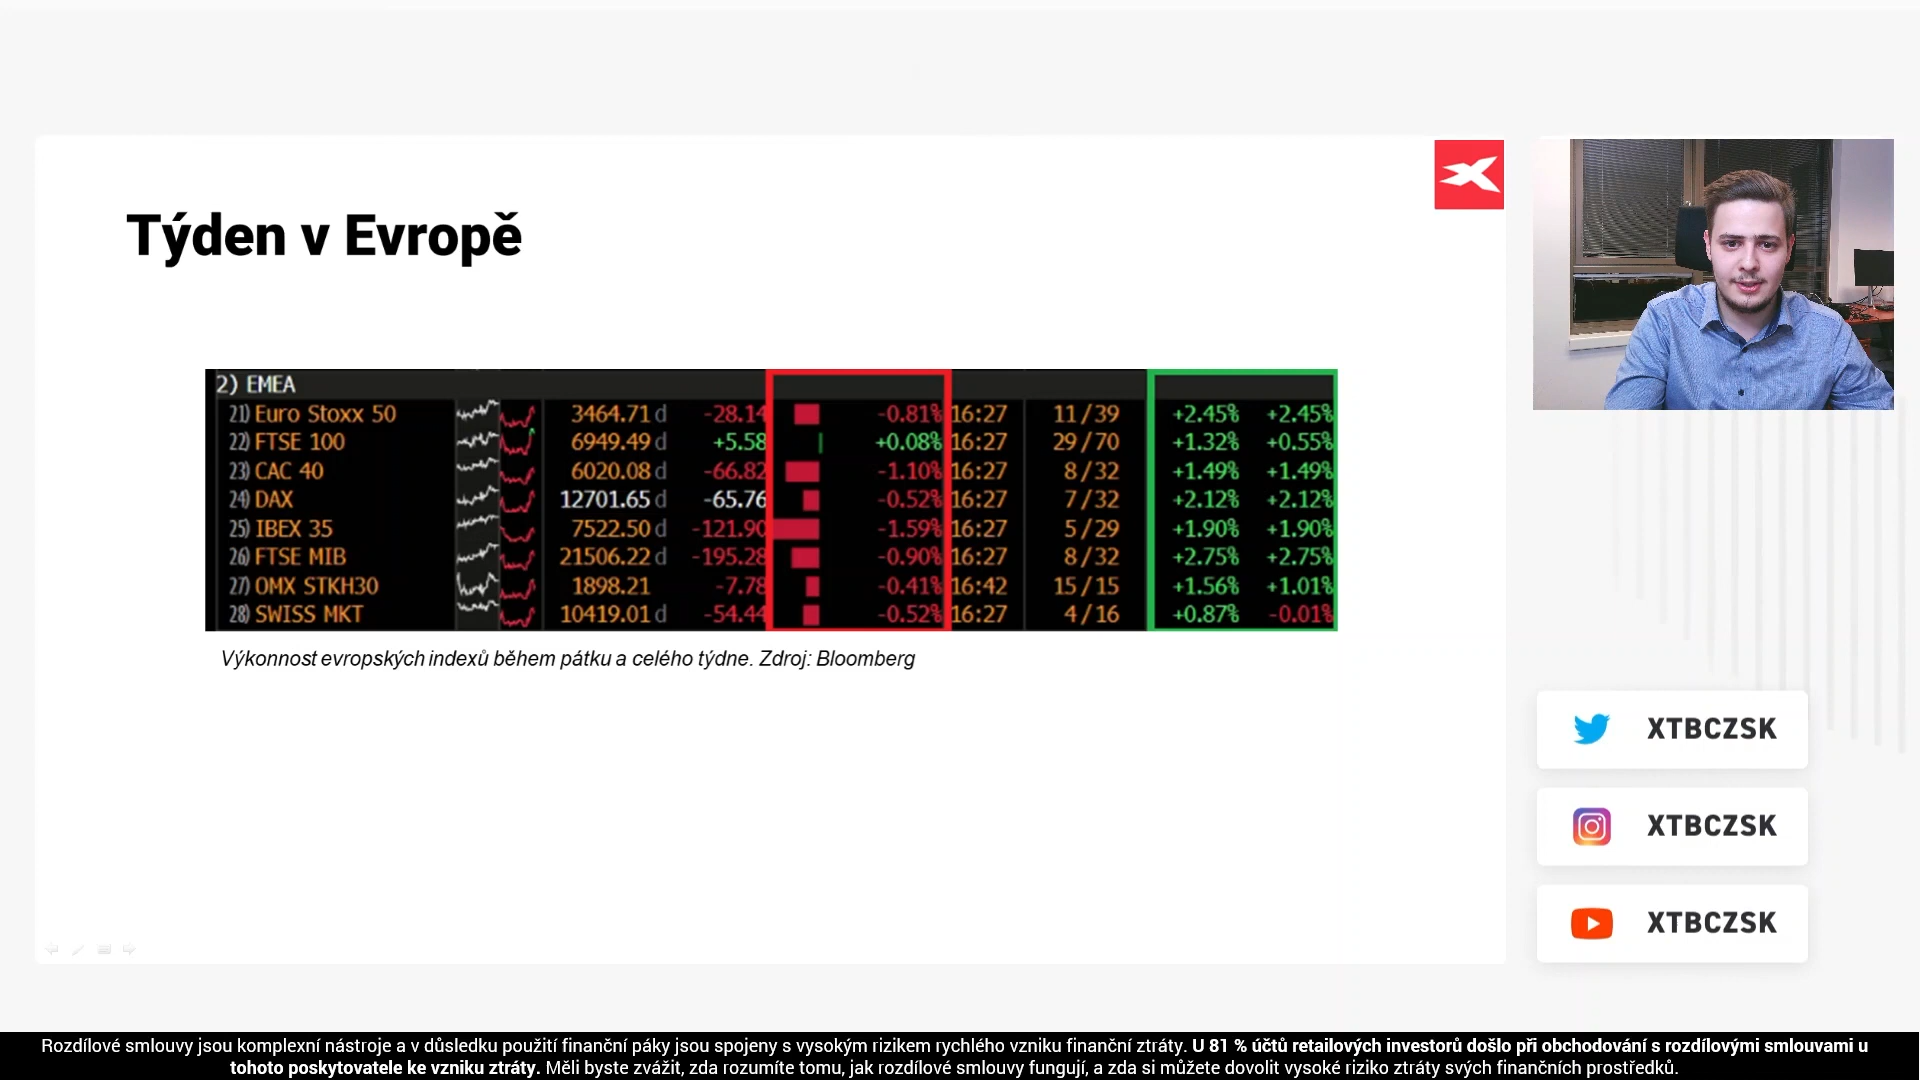 Týden v Evropě
2) EMEA
21) Euro Stoxx 50 3464.71 d -28.14 -0.81% 16:27 11/39 +2.45% +2.45%
22) FTSE 100 6949.49 d +5.58 +0.08% 16:27 29/70 +1.32% +0.55%
23) CAC 40 6020.08 d -66.82 -1.10% 16:27 8/32 +1.49% +1.49%
24) DAX 12701.65 d -65.76 -0.52% 16:27 7/32 +2.12% +2.12%
25) IBEX 35 7522.50 d -121.90 -1.59% 16:27 5/29 +1.90% +1.90%
26) FTSE MIB 21506.22 d -195.28 -0.90% 16:27 8/32 +2.75% +2.75%
27) OMX STKH30 1898.21 -7.78 -0.41% 16:42 15/15 +1.56% +1.01%
28) SWISS MKT 10419.01 d -54.44 -0.52% 16:27 4/16 +0.87% -0.01%
Výkonnost evropských indexů během pátku a celého týdne. Zdroj: Bloomberg
XTBCZSK
XTBCZSK
XTBCZSK
Rozdílové smlouvy jsou komplexní nástroje a v důsledku použití finanční páky jsou spojeny s vysokým rizikem rychlého vzniku finanční ztráty. U 81 % účtů retailových investorů došlo při obchodování s rozdílovými smlouvami u
tohoto poskytovatele ke vzniku ztráty. Měli byste zvážit, zda rozumíte tomu, jak rozdílové smlouvy fungují, a zda si můžete dovolit vysoké riziko ztráty svých finančních prostředků.